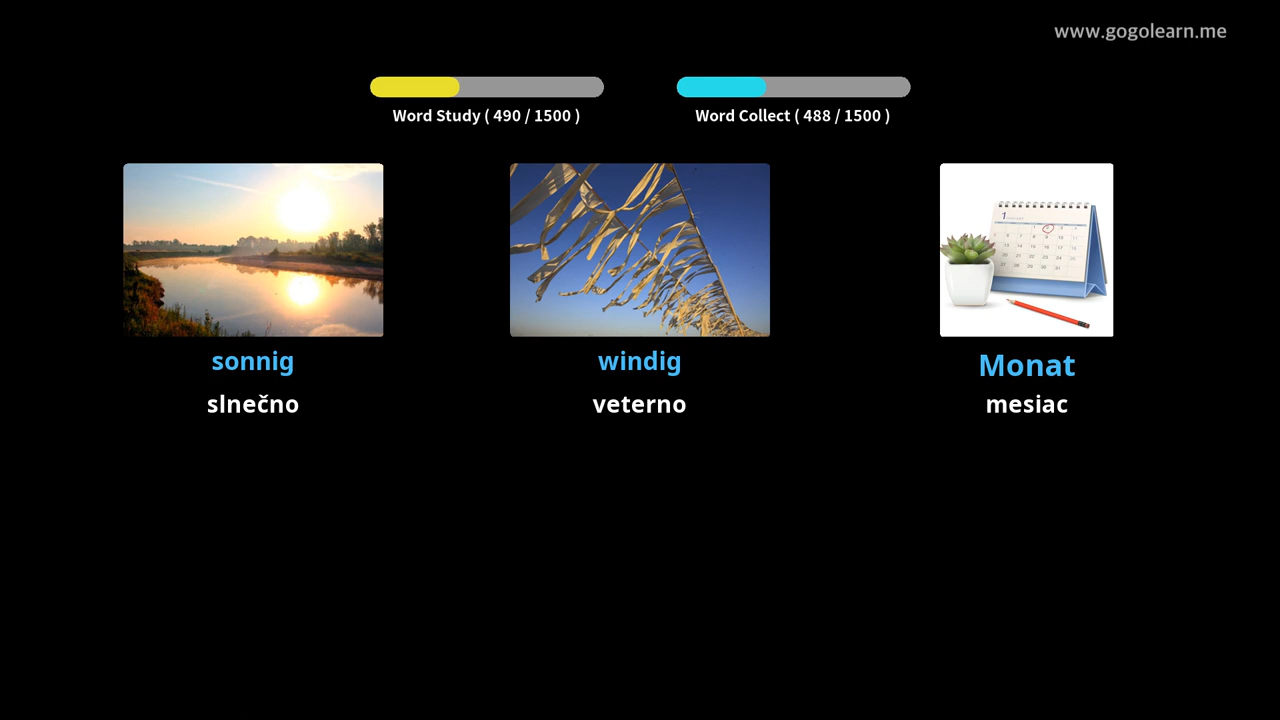 www.gogolearn.me
Word Study ( 490 / 1500 )
Word Collect ( 488 / 1500 )
sonnig
windig
Monat
slnečno
veterno
mesiac